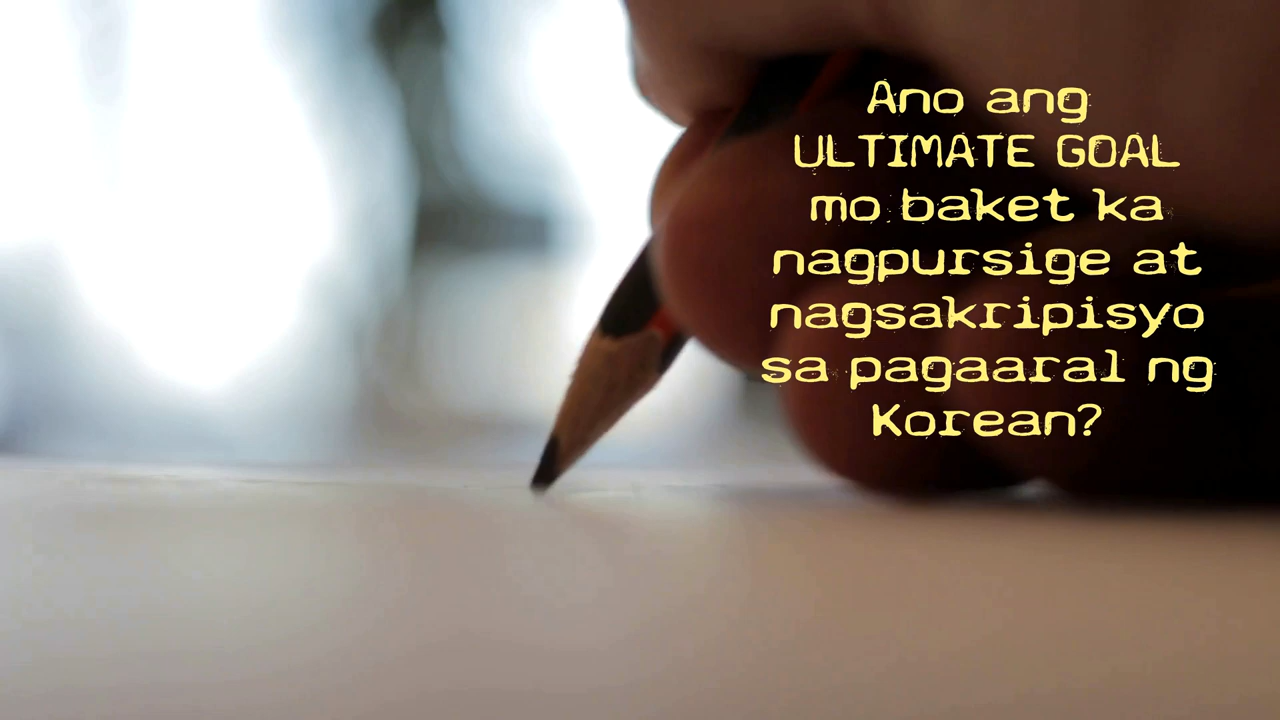 Ano ang
ULTIMATE GOAL
mo baket ka
nagpursige at
nagsakripisyo
sa pagaaral ng
Korean?